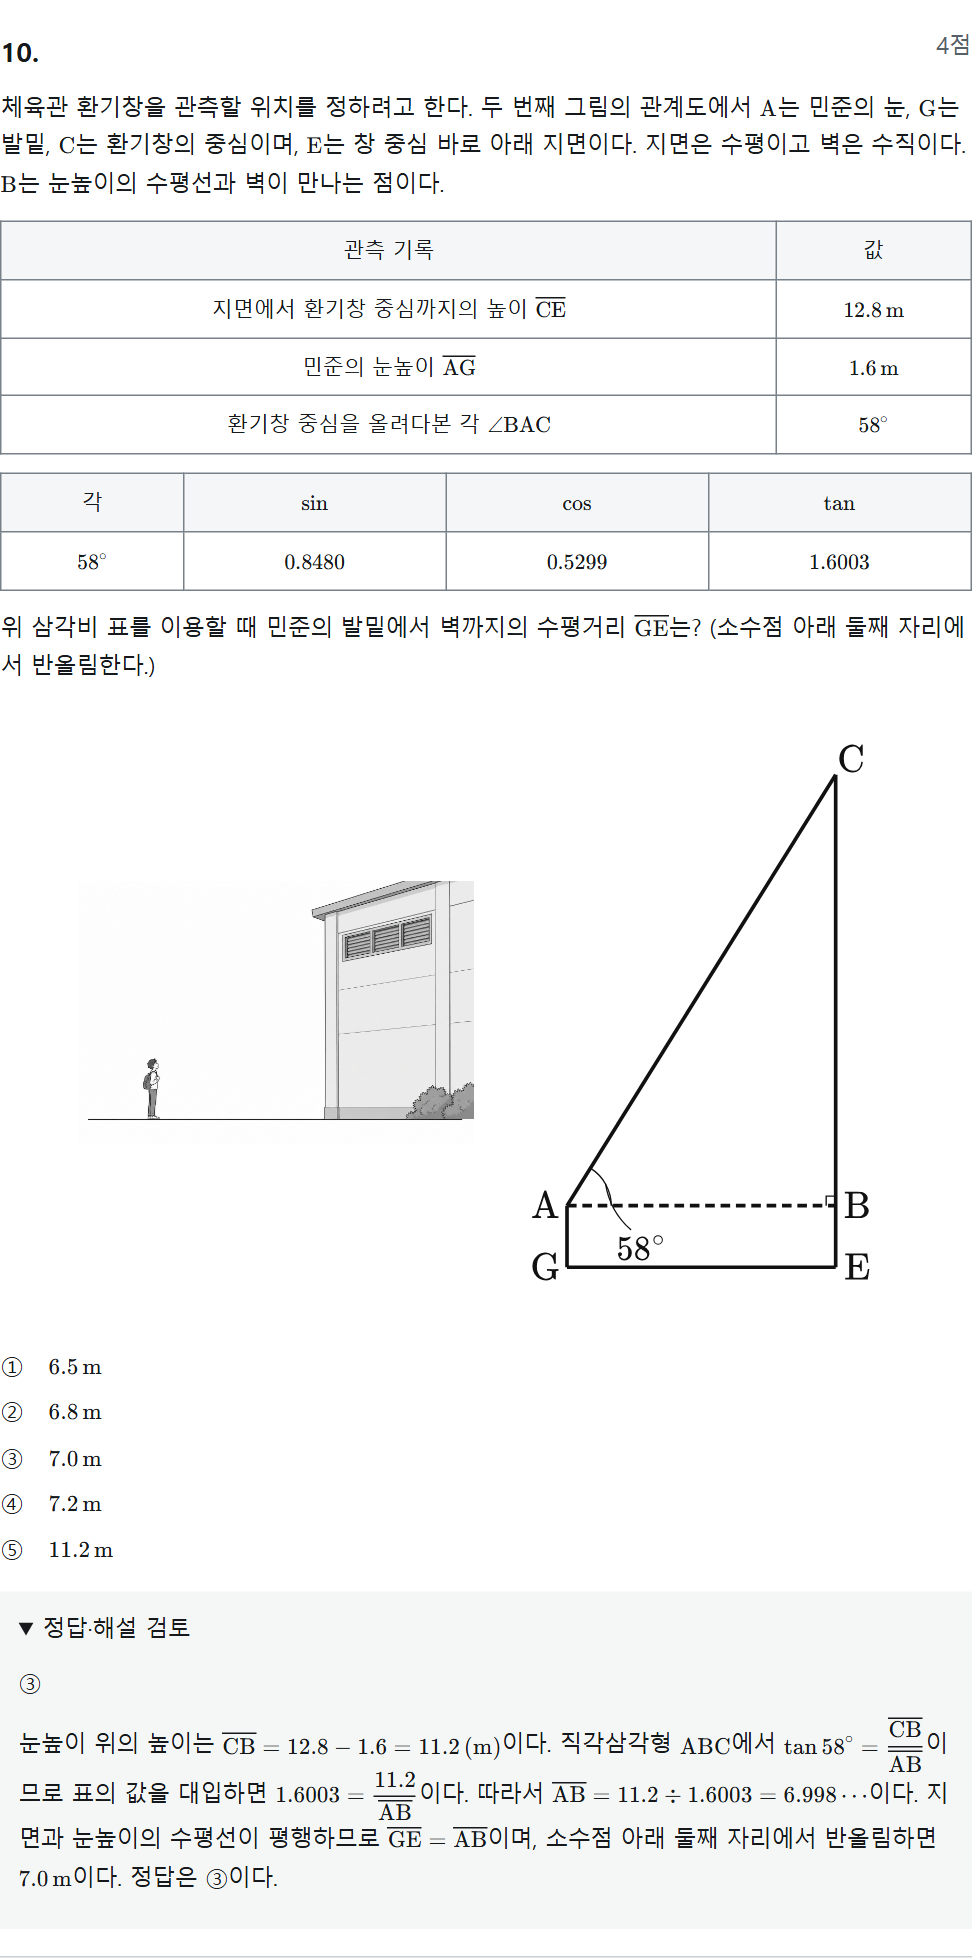 10.
4점
체육관 환기창을 관측할 위치를 정하려고 한다. 두 번째 그림의 관계도에서 A는 민준의 눈, G는
발밑, C는 환기창의 중심이며, E는 창 중심 바로 아래 지면이다. 지면은 수평이고 벽은 수직이다.
B는 눈높이의 수평선과 벽이 만나는 점이다.
관측 기록 값
지면에서 환기창 중심까지의 높이 C̅E̅ 12.8 m
민준의 눈높이 A̅G̅ 1.6 m
환기창 중심을 올려다본 각 ∠BAC 58°
각 sin cos tan
58° 0.8480 0.5299 1.6003
위 삼각비 표를 이용할 때 민준의 발밑에서 벽까지의 수평거리 G̅E̅는? (소수점 아래 둘째 자리에
서 반올림한다.)
C
A B
58°
G E
① 6.5 m
② 6.8 m
③ 7.0 m
④ 7.2 m
⑤ 11.2 m
▼ 정답·해설 검토
③
눈높이 위의 높이는 C̅B̅ = 12.8 − 1.6 = 11.2 (m)이다. 직각삼각형 ABC에서 tan 58° = C̅B̅/A̅B̅이
므로 표의 값을 대입하면 1.6003 = 11.2/A̅B̅이다. 따라서 A̅B̅ = 11.2 ÷ 1.6003 = 6.998⋯이다. 지
면과 눈높이의 수평선이 평행하므로 G̅E̅ = A̅B̅이며, 소수점 아래 둘째 자리에서 반올림하면
7.0 m이다. 정답은 ③이다.